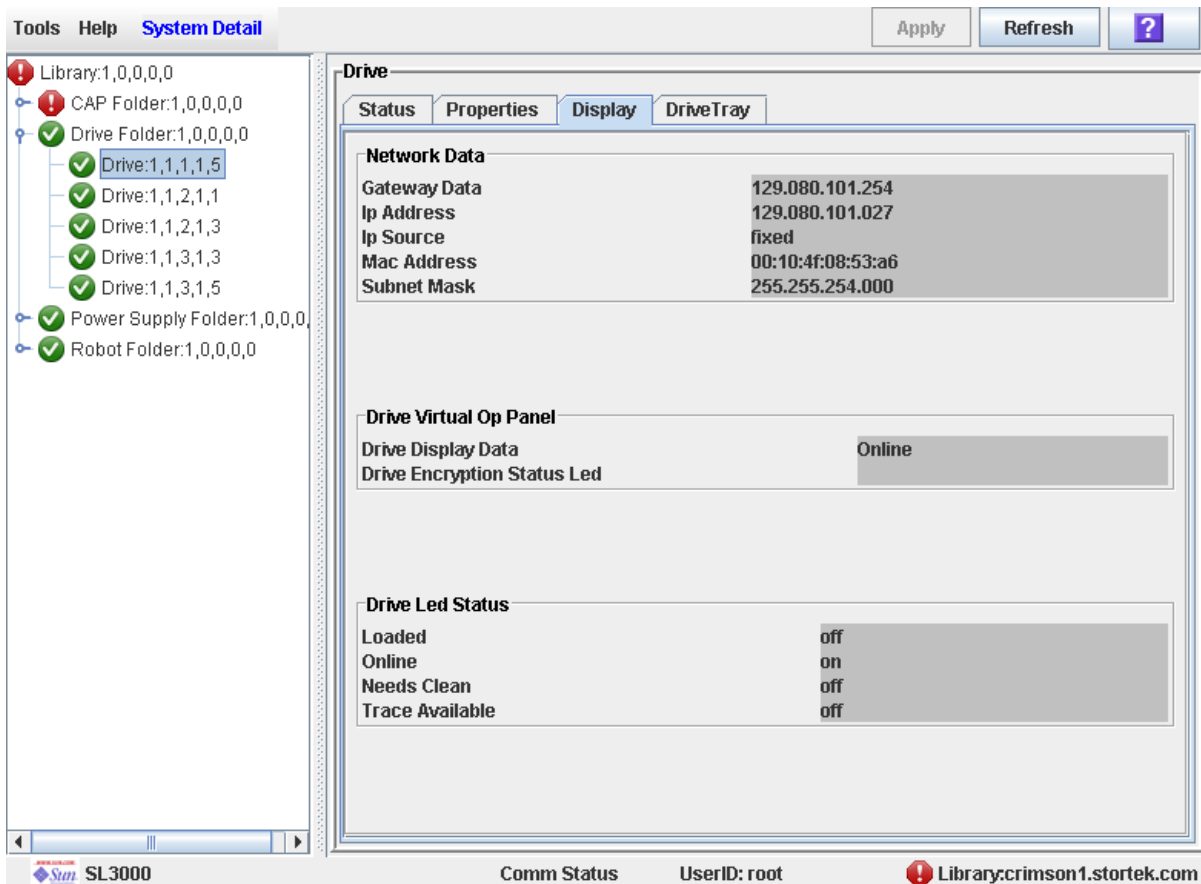 Tools Help System Detail Apply Refresh ?
Library:1,0,0,0,0
CAP Folder:1,0,0,0,0
Drive Folder:1,0,0,0,0
Drive:1,1,1,1,5
Drive:1,1,2,1,1
Drive:1,1,2,1,3
Drive:1,1,3,1,3
Drive:1,1,3,1,5
Power Supply Folder:1,0,0,0,
Robot Folder:1,0,0,0,0
Drive
Status Properties Display DriveTray
Network Data
Gateway Data 129.080.101.254
Ip Address 129.080.101.027
Ip Source fixed
Mac Address 00:10:4f:08:53:a6
Subnet Mask 255.255.254.000
Drive Virtual Op Panel
Drive Display Data Online
Drive Encryption Status Led
Drive Led Status
Loaded off
Online on
Needs Clean off
Trace Available off
Sun SL3000 Comm Status UserID: root Library:crimson1.stortek.com